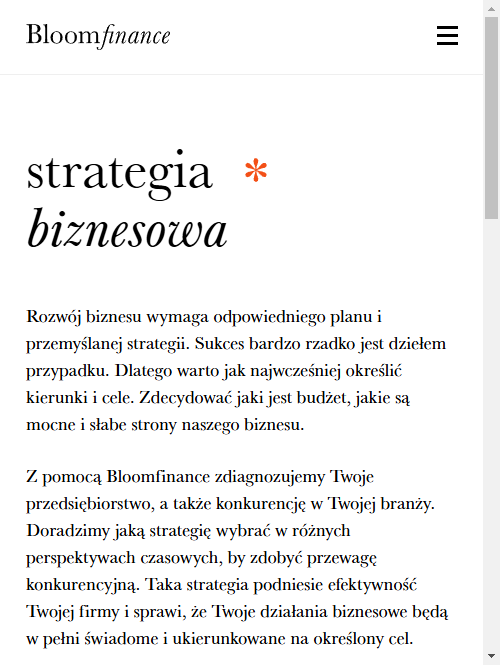 Bloomfinance
strategia *
biznesowa
Rozwój biznesu wymaga odpowiedniego planu i
przemyślanej strategii. Sukces bardzo rzadko jest dziełem
przypadku. Dlatego warto jak najwcześniej określić
kierunki i cele. Zdecydować jaki jest budżet, jakie są
mocne i słabe strony naszego biznesu.
Z pomocą Bloomfinance zdiagnozujemy Twoje
przedsiębiorstwo, a także konkurencję w Twojej branży.
Doradzimy jaką strategię wybrać w różnych
perspektywach czasowych, by zdobyć przewagę
konkurencyjną. Taka strategia podniesie efektywność
Twojej firmy i sprawi, że Twoje działania biznesowe będą
w pełni świadome i ukierunkowane na określony cel.